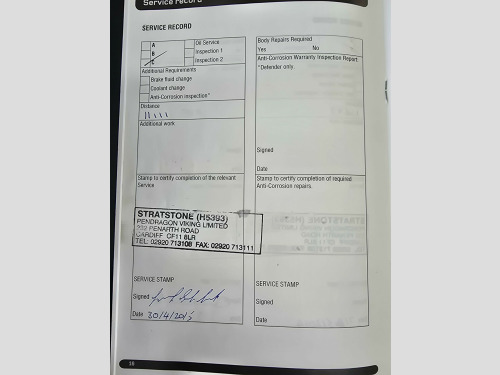 Service record
SERVICE RECORD
A
B
C
Oil Service
Inspection 1
Inspection 2
Additional Requirements
Brake fluid change
Coolant change
Anti-Corrosion inspection*
Distance
Additional work
Stamp to certify completion of the relevant
Service
STRATSTONE (H5393)
PENDRAGON VIKING LIMITED
PENARTH ROAD
CARDIFF CF11 8LR
TEL: 02920 713108 FAX: 02920 713111
SERVICE STAMP
Signed
Date 30/4/2015
Body Repairs Required
Yes No
Anti-Corrosion Warranty Inspection Report
*Defender only.
Signed
Date
Stamp to certify completion of required
Anti-Corrosion repairs
SERVICE STAMP
Signed
Date